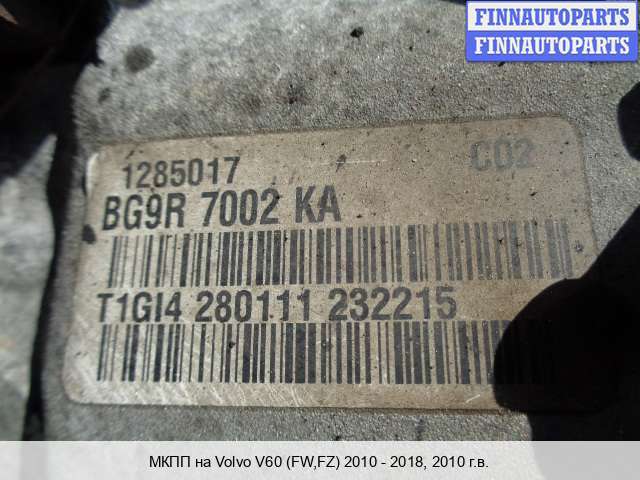 FINNAUTOPARTS
FINNAUTOPARTS
1285017 C02
BG9R 7002 KA
T1GI4 280111 232215
МКПП на Volvo V60 (FW,FZ) 2010 - 2018, 2010 г.в.